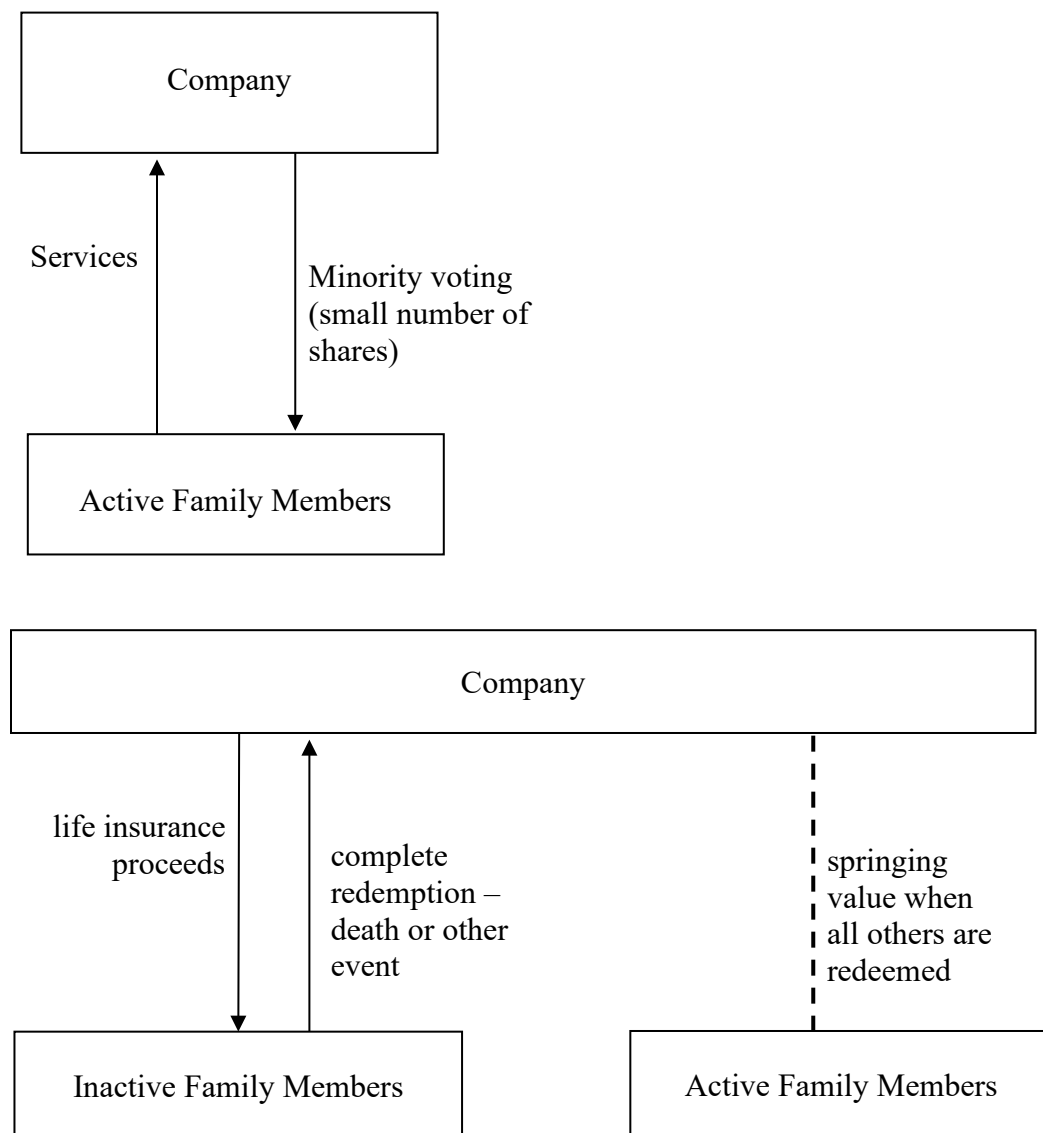 Company
Services
Minority voting
(small number of
shares)
Active Family Members
Company
life insurance
proceeds
complete
redemption –
death or other
event
springing
value when
all others are
redeemed
Inactive Family Members
Active Family Members